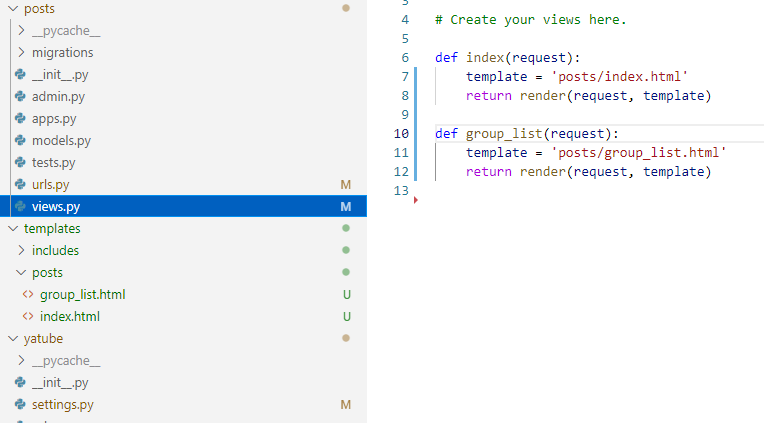 posts
__pycache__
migrations
__init__.py
admin.py
apps.py
models.py
tests.py
urls.py M
views.py M
templates
includes
posts
<> group_list.html U
<> index.html U
yatube
__pycache__
__init__.py
settings.py M
4 # Create your views here.
5
6 def index(request):
7 template = 'posts/index.html'
8 return render(request, template)
9
10 def group_list(request):
11 template = 'posts/group_list.html'
12 return render(request, template)
13